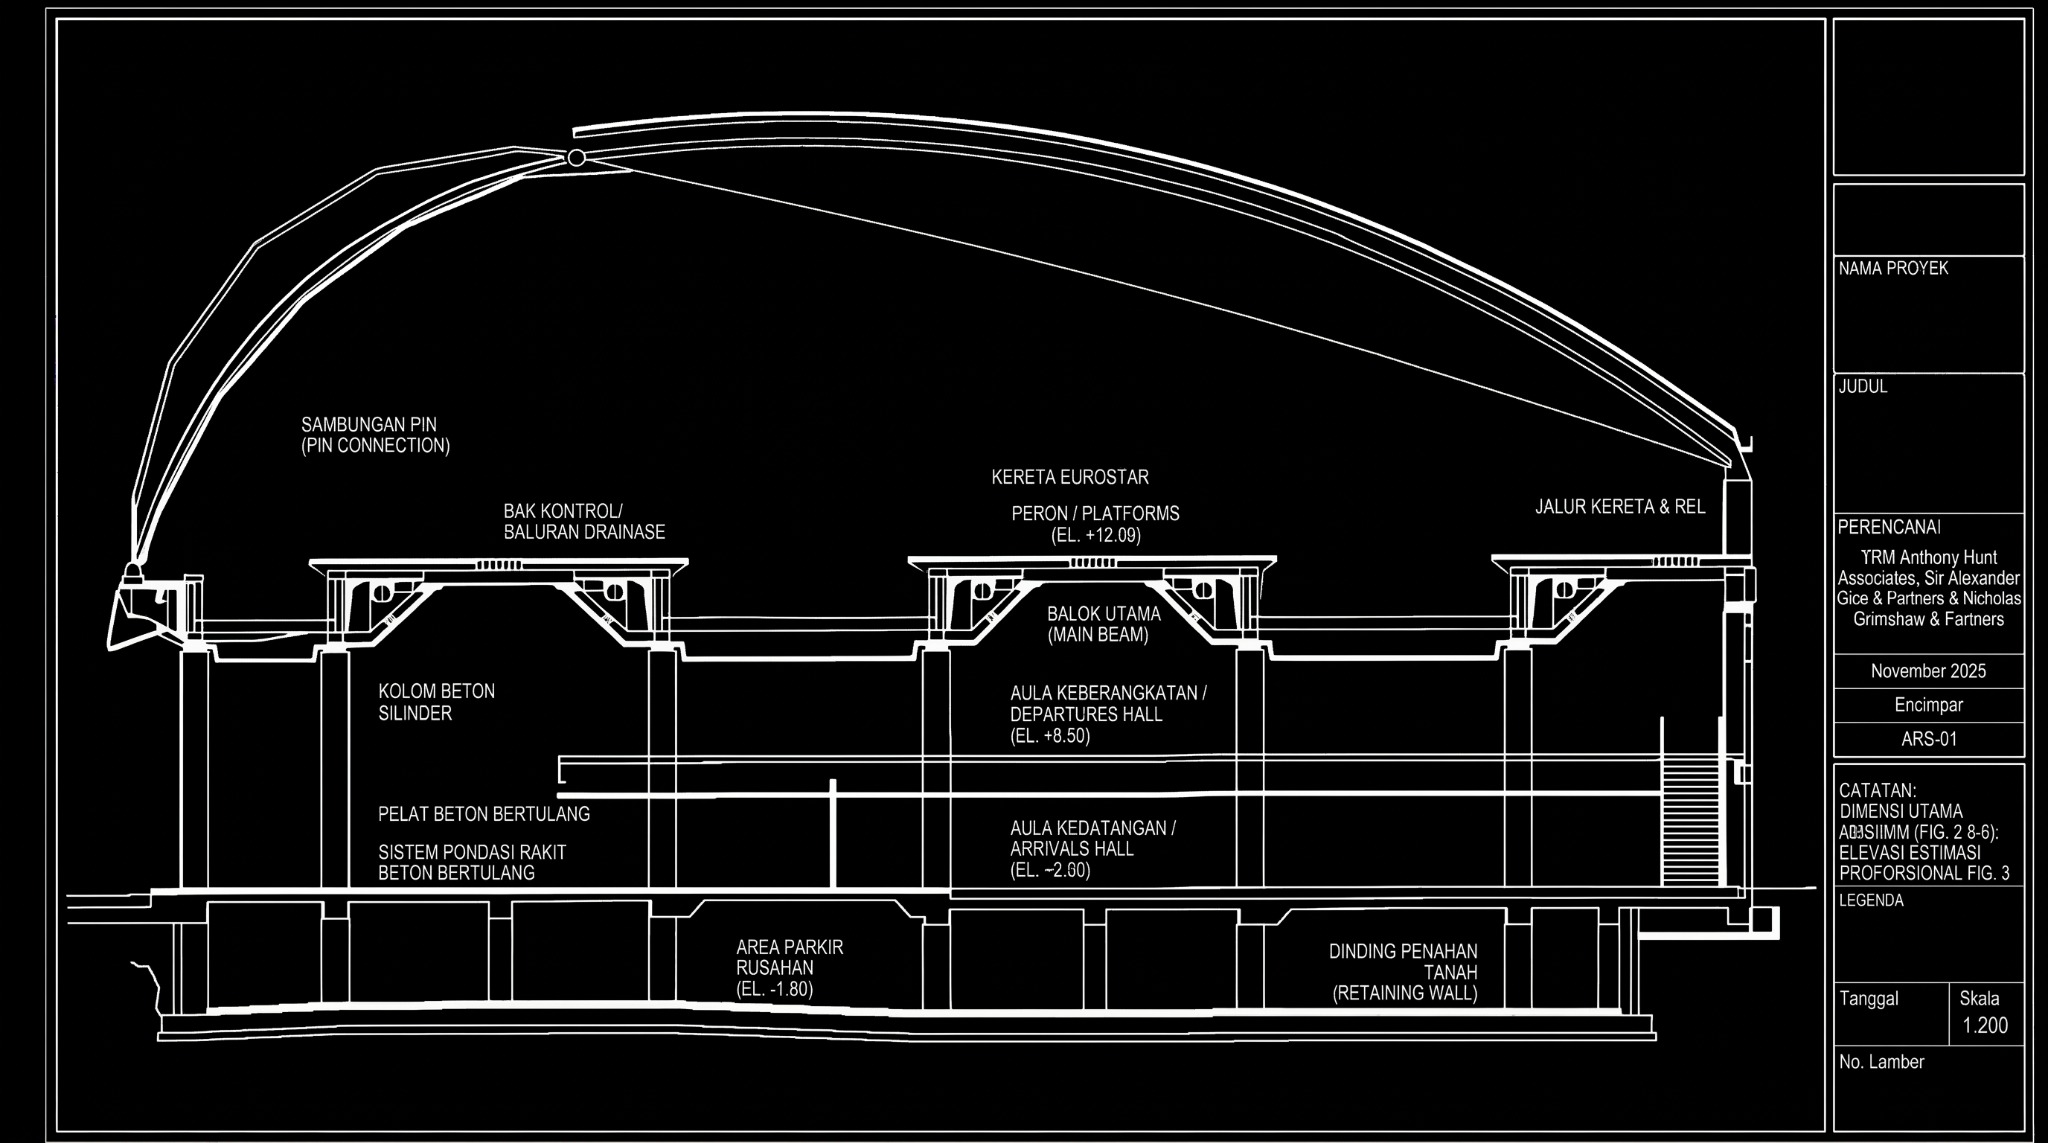 SAMBUNGAN PIN
(PIN CONNECTION)
BAK KONTROL/
BALURAN DRAINASE
KERETA EUROSTAR
PERON / PLATFORMS
(EL. +12.09)
JALUR KERETA & REL
BALOK UTAMA
(MAIN BEAM)
KOLOM BETON
SILINDER
AULA KEBERANGKATAN /
DEPARTURES HALL
(EL. +8.50)
PELAT BETON BERTULANG
SISTEM PONDASI RAKIT
BETON BERTULANG
AULA KEDATANGAN /
ARRIVALS HALL
(EL.
AREA PARKIR
RUSAHAN
(EL. -1.80)
DINDING PENAHAN
TANAH
(RETAINING WALL)
NAMA PROYEK
JUDUL
PERENCANAI
YRM Anthony Hunt
Associates, Sir Alexander
Gice & Partners & Nicholas
Grimshaw & Fartners
November 2025
Encimpar
ARS-01
CATATAN:
DIMENSI UTAMA
(FIG. 2 8-6):
ELEVASI ESTIMASI
PROFORSIONAL FIG. 3
LEGENDA
Tanggal
Skala
1.200
No. Lamber